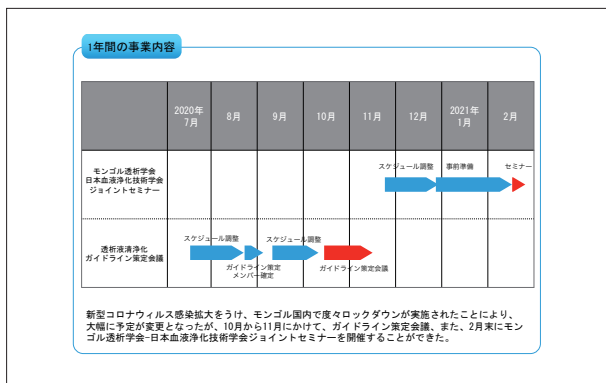 1年間の事業内容
2020年
7月
8月
9月
10月
11月
12月
2021年
1月
2月
モンゴル透析学会
日本血液浄化技術学会
ジョイントセミナー
スケジュール調整
事前準備
セミナー
透析液清浄化
ガイドライン策定会議
スケジュール調整
ガイドライン策定
メンバー確定
スケジュール調整
ガイドライン策定会議
新型コロナウィルス感染拡大をうけ、モンゴル国内で度々ロックダウンが実施されたことにより、
大幅に予定が変更となったが、10月から11月にかけて、ガイドライン策定会議、また、2月末にモン
ゴル透析学会-日本血液浄化技術学会ジョイントセミナーを開催することができた。